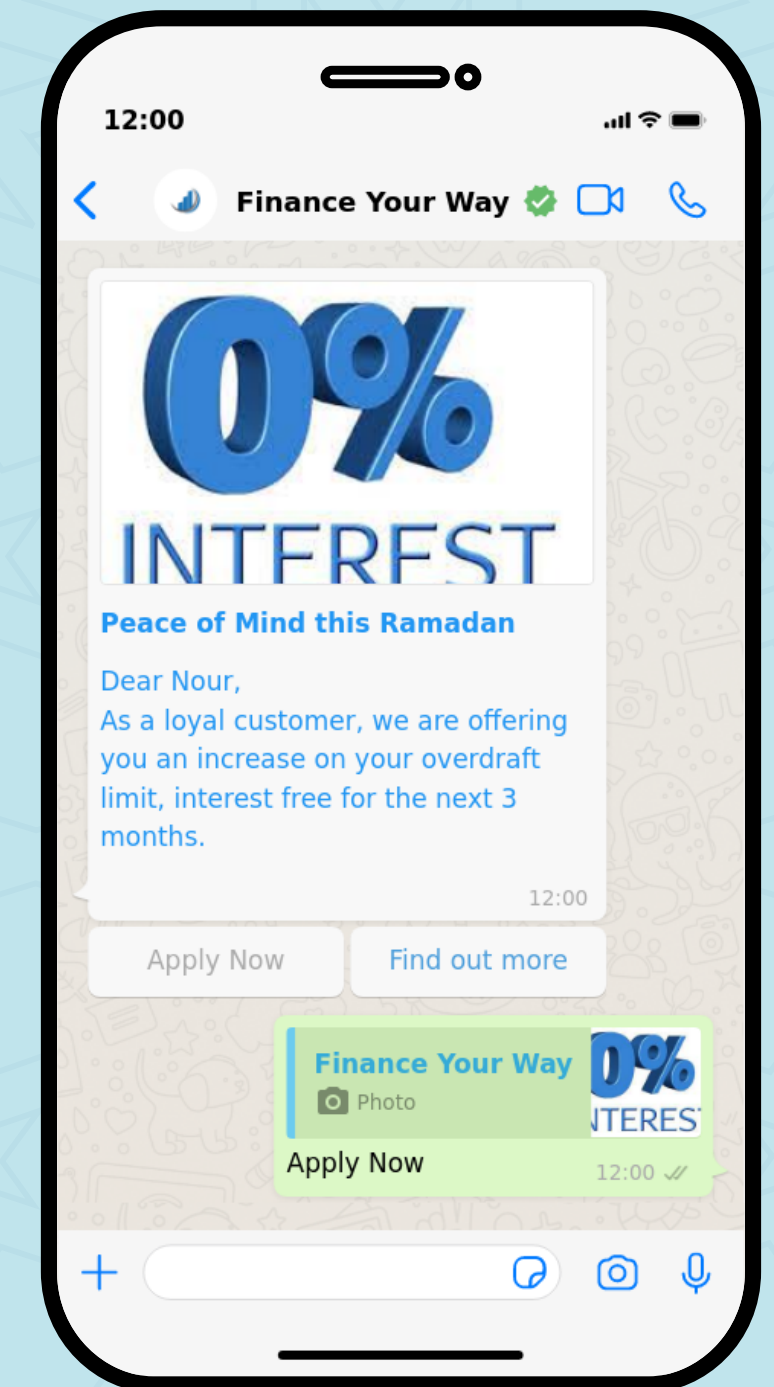 12:00
Finance Your Way
0%
INTEREST
Peace of Mind this Ramadan
Dear Nour,
As a loyal customer, we are offering
you an increase on your overdraft
limit, interest free for the next 3
months.
12:00
Apply Now
Find out more
Finance Your Way
Photo
0%
NTERES
Apply Now
12:00